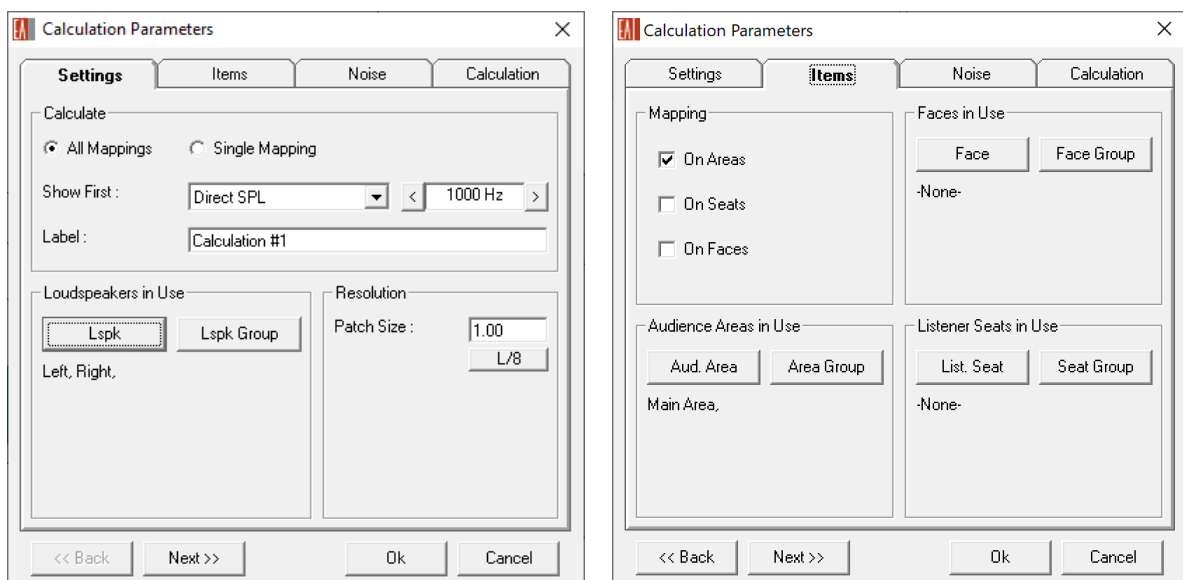 Calculation Parameters
Settings Items Noise Calculation
Calculate
All Mappings Single Mapping
Show First : Direct SPL < 1000 Hz >
Label : Calculation #1
Loudspeakers in Use
Lspk Lspk Group
Left, Right,
Resolution
Patch Size : 1.00
L/8
<< Back Next >> Ok Cancel
Calculation Parameters
Settings Items Noise Calculation
Mapping
On Areas
On Seats
On Faces
Faces in Use
Face Face Group
-None-
Audience Areas in Use
Aud. Area Area Group
Main Area,
Listener Seats in Use
List. Seat Seat Group
-None-
<< Back Next >> Ok Cancel